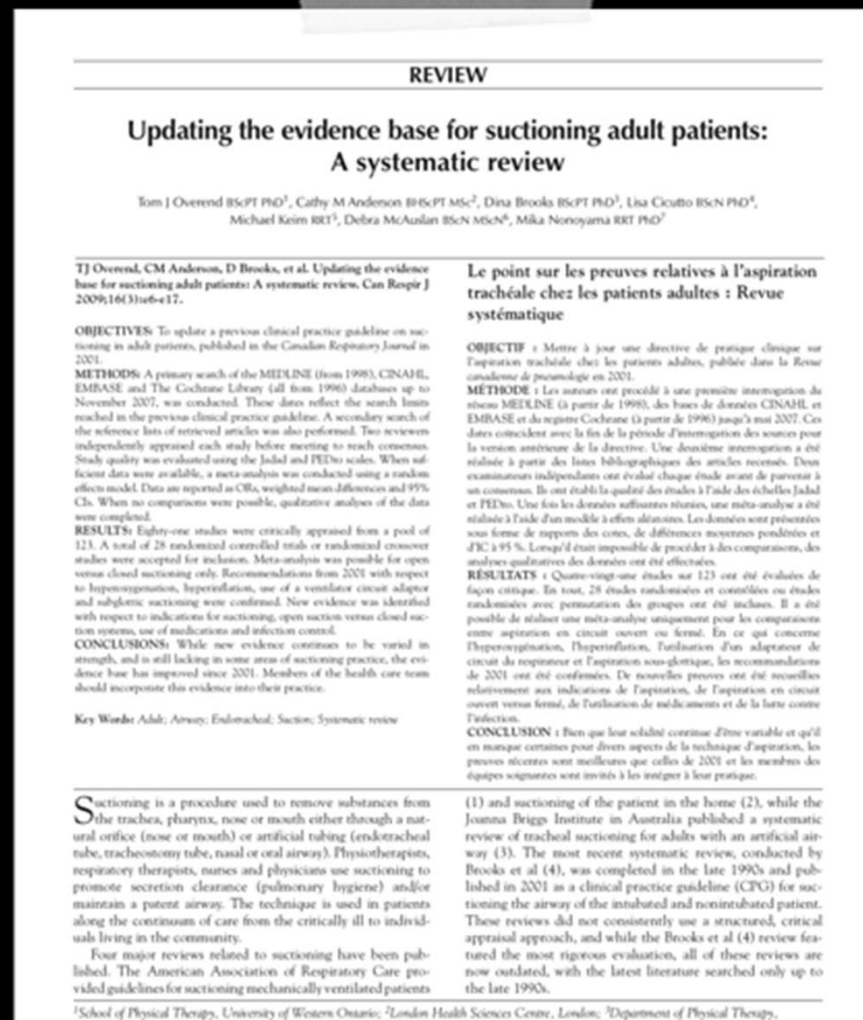 REVIEW
Updating the evidence base for suctioning adult patients:
A systematic review
Tom J Overend BScPT PhD¹, Cathy M Anderson BHScPT MSc², Dina Brooks BScPT PhD³, Lisa Cicutto BScN PhD⁴,
Michael Keim RRT⁵, Debra McAuslan BScN MScN⁶, Mika Nonoyama RRT PhD⁷
TJ Overend, CM Anderson, D Brooks, et al. Updating the evidence
base for suctioning adult patients: A systematic review. Can Respir J
2009;16(3):e6-e17.
OBJECTIVES: To update a previous clinical practice guideline on suc-
tioning in adult patients, published in the Canadian Respiratory Journal in
2001.
METHODS: A primary search of the MEDLINE (from 1998), CINAHL,
EMBASE and The Cochrane Library (all from 1996) databases up to
November 2007, was conducted. These dates reflect the search limits
reached in the previous clinical practice guideline. A secondary search of
the reference lists of retrieved articles was also performed. Two reviewers
independently appraised each study before meeting to reach consensus.
Study quality was evaluated using the Jadad and PEDro scales. When suf-
ficient data were available, a meta-analysis was conducted using a random
effects model. Data are reported as ORs, weighted mean differences and 95%
CIs. When no comparisons were possible, qualitative analyses of the data
were completed.
RESULTS: Eighty-one studies were critically appraised from a pool of
123. A total of 28 randomized controlled trials or randomized crossover
studies were accepted for inclusion. Meta-analysis was possible for open
versus closed suctioning only. Recommendations from 2001 with respect
to hyperoxygenation, hyperinflation, use of a ventilator circuit adaptor
and subglottic suctioning were confirmed. New evidence was identified
with respect to indications for suctioning, open suction versus closed suc-
tion systems, use of medications and infection control.
CONCLUSIONS: While new evidence continues to be varied in
strength, and is still lacking in some areas of suctioning practice, the evi-
dence base has improved since 2001. Members of the health care team
should incorporate this evidence into their practice.
Key Words: Adult; Airway; Endotracheal; Suction; Systematic review
Le point sur les preuves relatives à l'aspiration
trachéale chez les patients adultes : Revue
systématique
OBJECTIF : Mettre à jour une directive de pratique clinique sur
l'aspiration trachéale chez les patients adultes, publiée dans la Revue
canadienne de pneumologie en 2001.
MÉTHODE : Les auteurs ont procédé à une première interrogation du
réseau MEDLINE (à partir de 1998), des bases de données CINAHL et
EMBASE et du registre Cochrane (à partir de 1996) jusqu'à mai 2007. Ces
dates coïncident avec la fin de la période d'interrogation des sources pour
la version antérieure de la directive. Une deuxième interrogation a été
réalisée à partir des listes bibliographiques des articles recensés. Deux
examinateurs indépendants ont évalué chaque étude avant de parvenir à
un consensus. Ils ont établi la qualité des études à l'aide des échelles Jadad
et PEDro. Une fois les données suffisantes réunies, une méta-analyse a été
réalisée à l'aide d'un modèle à effets aléatoires. Les données sont présentées
sous forme de rapports des cotes, de différences moyennes pondérées et
d'IC à 95 %. Lorsqu'il était impossible de procéder à des comparaisons, des
analyses qualitatives des données ont été effectuées.
RÉSULTATS : Quatre-vingt-une études sur 123 ont été évaluées de
façon critique. En tout, 28 études randomisées et contrôlées ou études
randomisées avec permutation des groupes ont été incluses. Il a été
possible de réaliser une méta-analyse uniquement pour les comparaisons
entre aspiration en circuit ouvert ou fermé. En ce qui concerne
l'hyperoxygénation, l'hyperinflation, l'utilisation d'un adaptateur de
circuit du respirateur et l'aspiration sous-glottique, les recommandations
de 2001 ont été confirmées. De nouvelles preuves ont été recueillies
relativement aux indications de l'aspiration, de l'aspiration en circuit
ouvert versus fermé, de l'utilisation de médicaments et de la lutte contre
l'infection.
CONCLUSION : Bien que leur solidité continue d'être variable et qu'il
en manque certaines pour divers aspects de la technique d'aspiration, les
preuves récentes sont meilleures que celles de 2001 et les membres des
équipes soignantes sont invités à les intégrer à leur pratique.
Suctioning is a procedure used to remove substances from
the trachea, pharynx, nose or mouth either through a nat-
ural orifice (nose or mouth) or artificial tubing (endotracheal
tube, tracheostomy tube, nasal or oral airway). Physiotherapists,
respiratory therapists, nurses and physicians use suctioning to
promote secretion clearance (pulmonary hygiene) and/or
maintain a patent airway. The technique is used in patients
along the continuum of care from the critically ill to individ-
uals living in the community.
Four major reviews related to suctioning have been pub-
lished. The American Association of Respiratory Care pro-
vided guidelines for suctioning mechanically ventilated patients
(1) and suctioning of the patient in the home (2), while the
Joanna Briggs Institute in Australia published a systematic
review of tracheal suctioning for adults with an artificial air-
way (3). The most recent systematic review, conducted by
Brooks et al (4), was completed in the late 1990s and pub-
lished in 2001 as a clinical practice guideline (CPG) for suc-
tioning the airway of the intubated and nonintubated patient.
These reviews did not consistently use a structured, critical
appraisal approach, and while the Brooks et al (4) review fea-
tured the most rigorous evaluation, all of these reviews are
now outdated, with the latest literature searched only up to
the late 1990s.
¹School of Physical Therapy, University of Western Ontario; ²London Health Sciences Centre, London; ³Department of Physical Therapy,